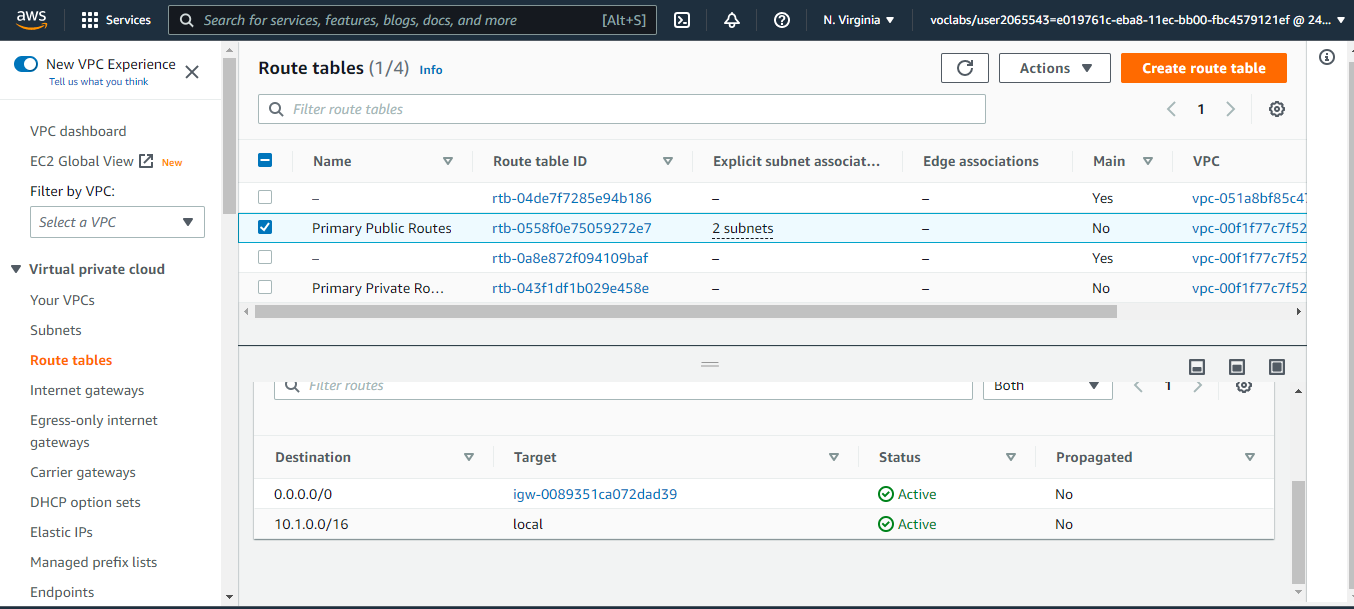 aws Services Search for services, features, blogs, docs, and more [Alt+S] N. Virginia voclabs/user2065543=e019761c-eba8-11ec-bb00-fbc4579121ef @ 24...
New VPC Experience
Tell us what you think
VPC dashboard
EC2 Global View New
Filter by VPC:
Select a VPC
Virtual private cloud
Your VPCs
Subnets
Route tables
Internet gateways
Egress-only internet
gateways
Carrier gateways
DHCP option sets
Elastic IPs
Managed prefix lists
Endpoints
Route tables (1/4) Info Actions Create route table
Filter route tables 1
Name Route table ID Explicit subnet associat... Edge associations Main VPC
– rtb-04de7f7285e94b186 – – Yes vpc-051a8bf85c47
Primary Public Routes rtb-0558f0e75059272e7 2 subnets – No vpc-00f1f77c7f52
– rtb-0a8e872f094109baf – – Yes vpc-00f1f77c7f52
Primary Private Ro... rtb-043f1df1b029e458e – – No vpc-00f1f77c7f52
Filter routes Both 1
Destination Target Status Propagated
0.0.0.0/0 igw-0089351ca072dad39 Active No
10.1.0.0/16 local Active No